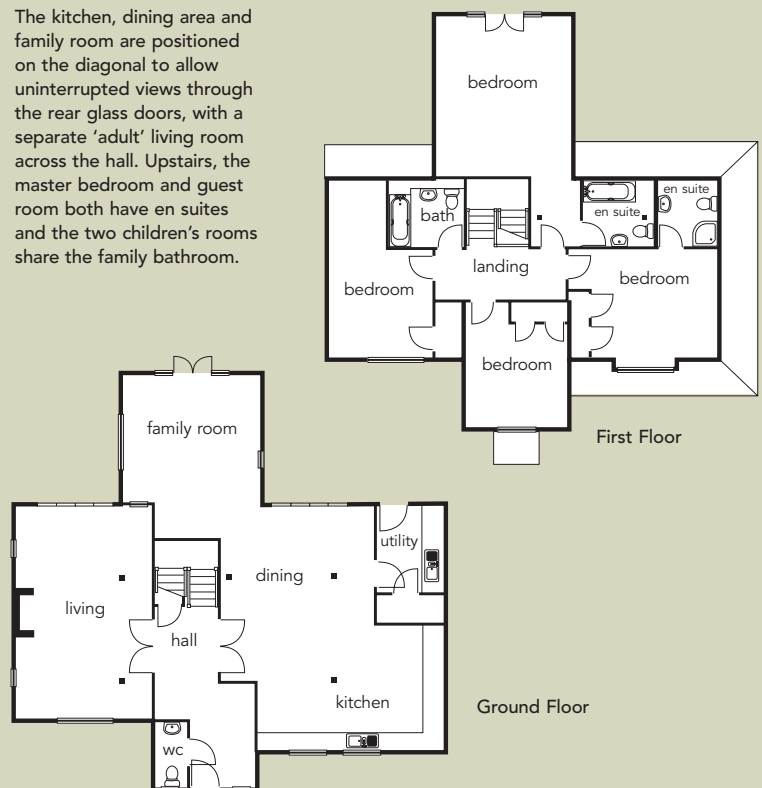 The kitchen, dining area and
family room are positioned
on the diagonal to allow
uninterrupted views through
the rear glass doors, with a
separate ‘adult’ living room
across the hall. Upstairs, the
master bedroom and guest
room both have en suites
and the two children’s rooms
share the family bathroom.
bedroom
bath
en suite
en suite
landing
bedroom
bedroom
bedroom
First Floor
family room
utility
dining
living
hall
kitchen
wc
Ground Floor